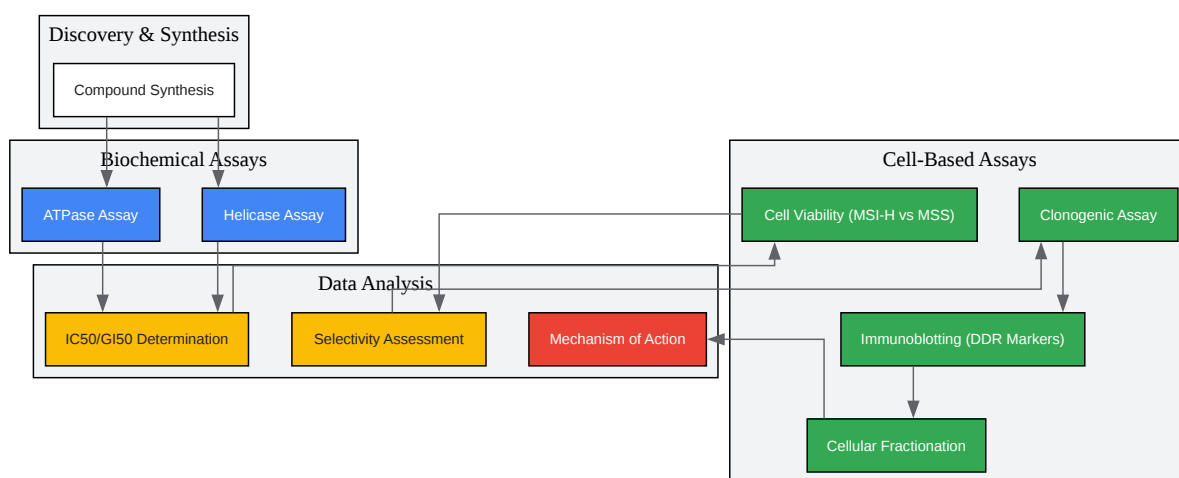 Discovery & Synthesis
Compound Synthesis
Biochemical Assays
ATPase Assay
Helicase Assay
Data Analysis
IC50/GI50 Determination
Selectivity Assessment
Mechanism of Action
Cell-Based Assays
Cell Viability (MSI-H vs MSS)
Clonogenic Assay
Immunoblotting (DDR Markers)
Cellular Fractionation